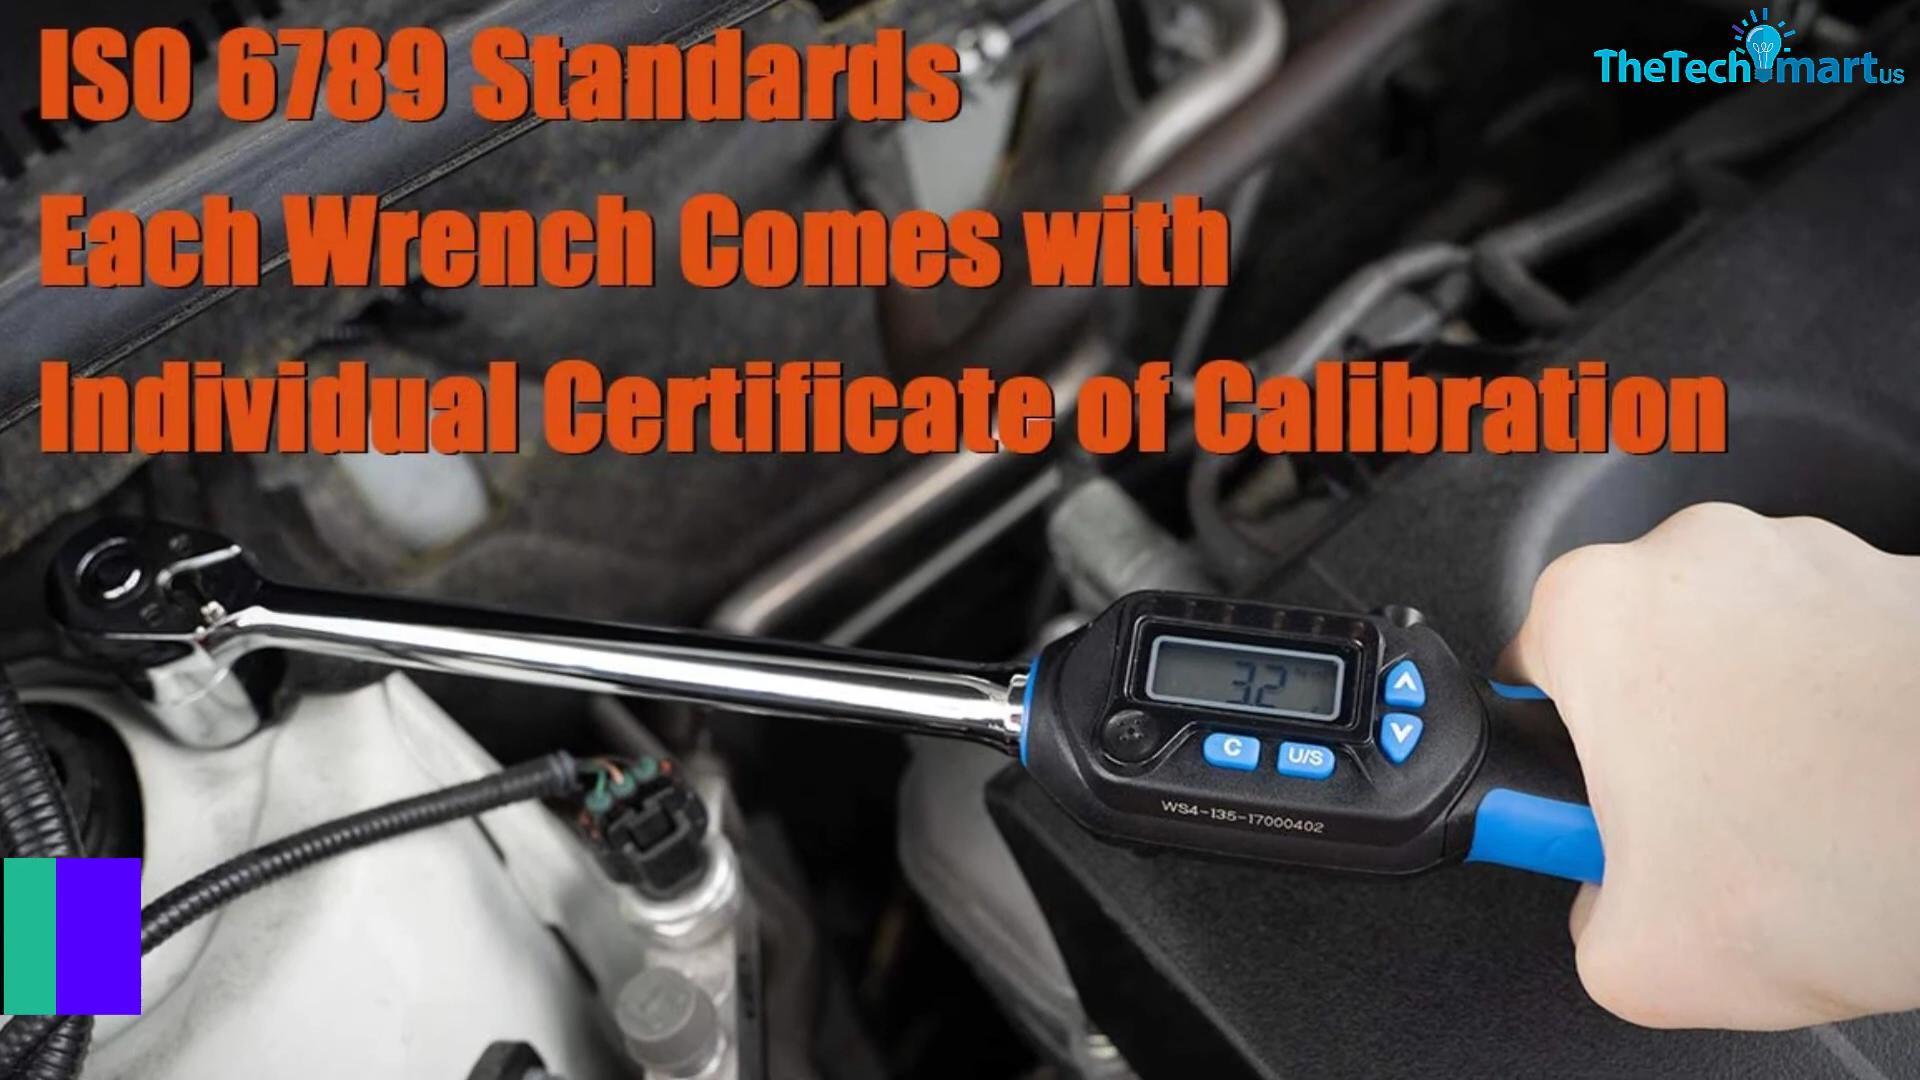 ISO 6789 Standards
TheTechSmart US
Each Wrench Comes with
Individual Certificate of Calibration
32
C
U/S
WS4-135-17000402